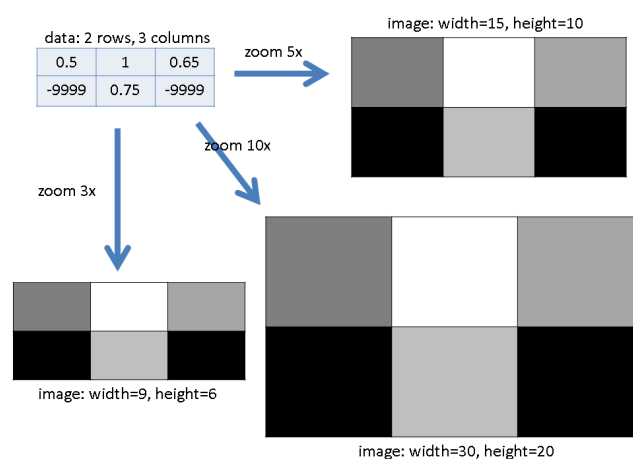 image: width=15, height=10
data: 2 rows, 3 columns
0.5 1 0.65
-9999 0.75 -9999
zoom 5x
zoom 10x
zoom 3x
image: width=9, height=6
image: width=30, height=20